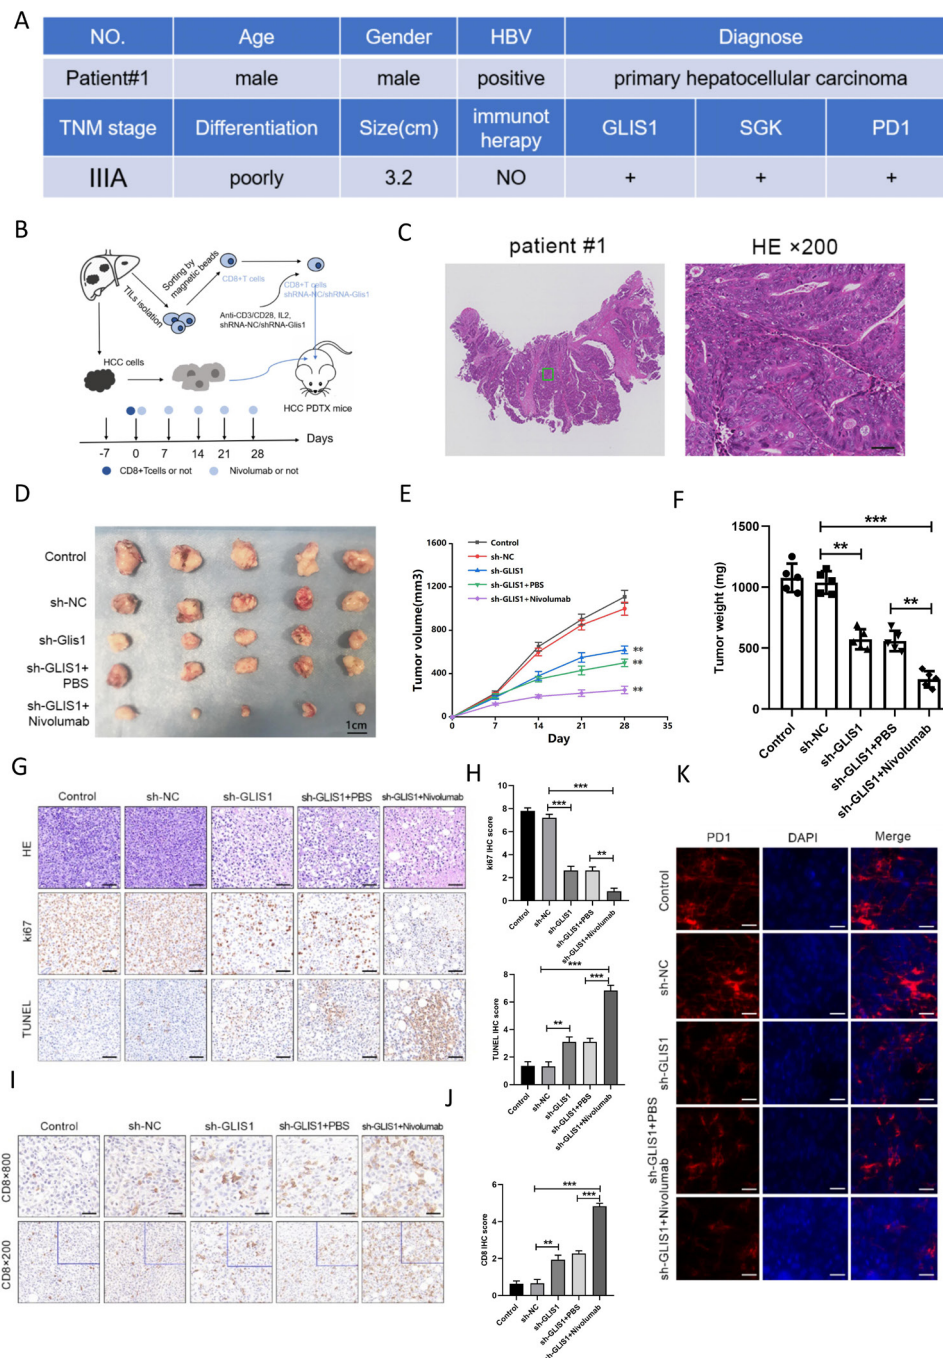 A
NO. Age Gender HBV Diagnose
Patient#1 male male positive primary hepatocellular carcinoma
TNM stage Differentiation Size(cm) immunot
herapy GLIS1 SGK PD1
IIIA poorly 3.2 NO + + +
B
TILs isolation
Sorting by
magnetic beads
CD8+T cells
CD8+T cells
shRNA-NC/shRNA-Glis1
Anti-CD3/CD28, IL2,
shRNA-NC/shRNA-Glis1
HCC cells
HCC PDTX mice
-7 0 7 14 21 28 Days
CD8+Tcells or not Nivolumab or not
C
patient #1 HE ×200
D
Control
sh-NC
sh-Glis1
sh-GLIS1+
PBS
sh-GLIS1+
Nivolumab
1cm
E
Control
sh-NC
sh-GLIS1
sh-GLIS1+PBS
sh-GLIS1+Nivolumab
Tumor volume(mm3)
1600
1200
800
400
0
**
**
**
0 7 14 21 28 35
Day
F
Tumor weight (mg)
1500
1000
500
0
***
**
**
Control sh-NC sh-GLIS1 sh-GLIS1+PBS sh-GLIS1+Nivolumab
G
Control sh-NC sh-GLIS1 sh-GLIS1+PBS sh-GLIS1+Nivolumab
HE
ki67
TUNEL
H
ki67 IHC score
10
8
6
4
2
0
***
***
**
Control sh-NC sh-GLIS1 sh-GLIS1+PBS sh-GLIS1+Nivolumab
TUNEL IHC score
8
6
4
2
0
***
***
**
Control sh-NC sh-GLIS1 sh-GLIS1+PBS sh-GLIS1+Nivolumab
I
Control sh-NC sh-GLIS1 sh-GLIS1+PBS sh-GLIS1+Nivolumab
CD8×800
CD8×200
J
CD8 IHC score
6
4
2
0
***
***
**
Control sh-NC sh-GLIS1 sh-GLIS1+PBS sh-GLIS1+Nivolumab
K
PD1 DAPI Merge
Control
sh-NC
sh-GLIS1
sh-GLIS1+PBS
sh-GLIS1+Nivolumab